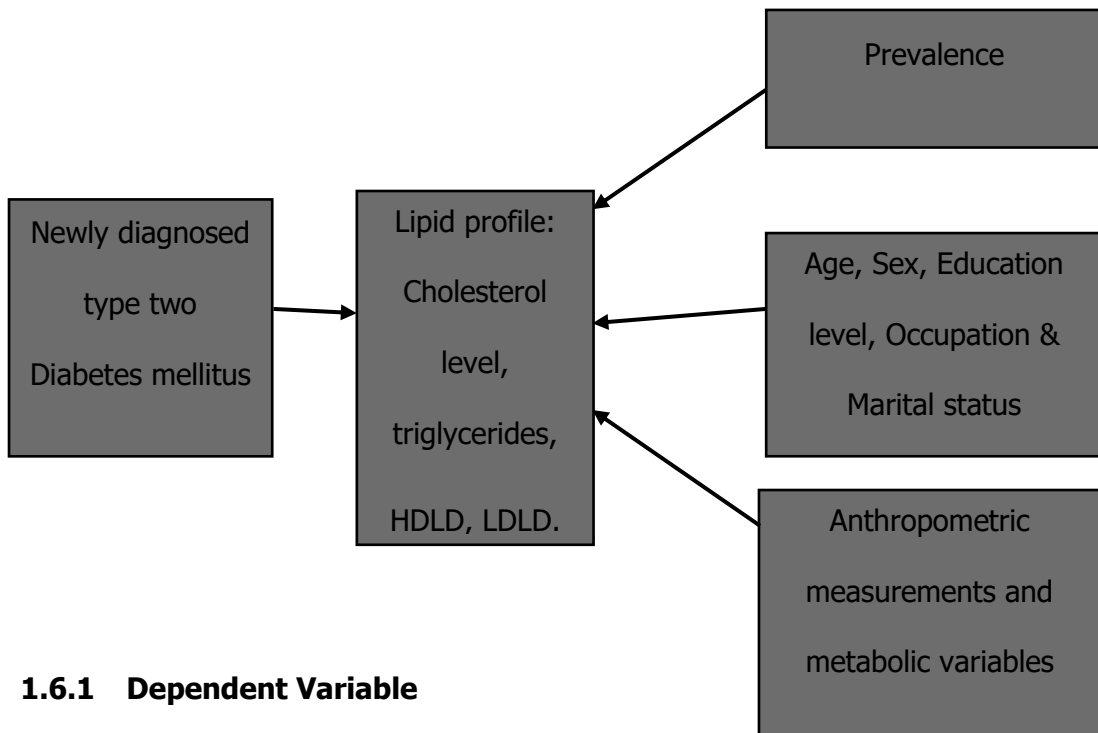 Prevalence
Newly diagnosed
type two
Diabetes mellitus
Lipid profile:
Cholesterol
level,
triglycerides,
HDLD, LDLD.
Age, Sex, Education
level, Occupation &
Marital status
Anthropometric
measurements and
metabolic variables
1.6.1 Dependent Variable